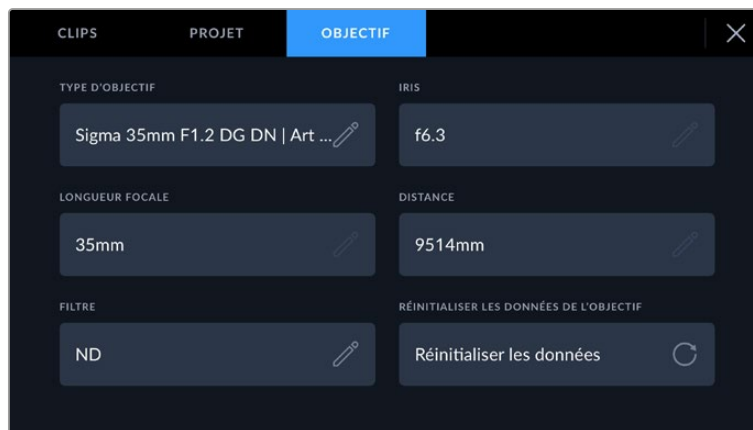 CLIPS PROJET OBJECTIF
TYPE D'OBJECTIF IRIS
Sigma 35mm F1.2 DG DN | Art ... f6.3
LONGUEUR FOCALE DISTANCE
35mm 9514mm
FILTRE RÉINITIALISER LES DONNÉES DE L'OBJECTIF
ND Réinitialiser les données